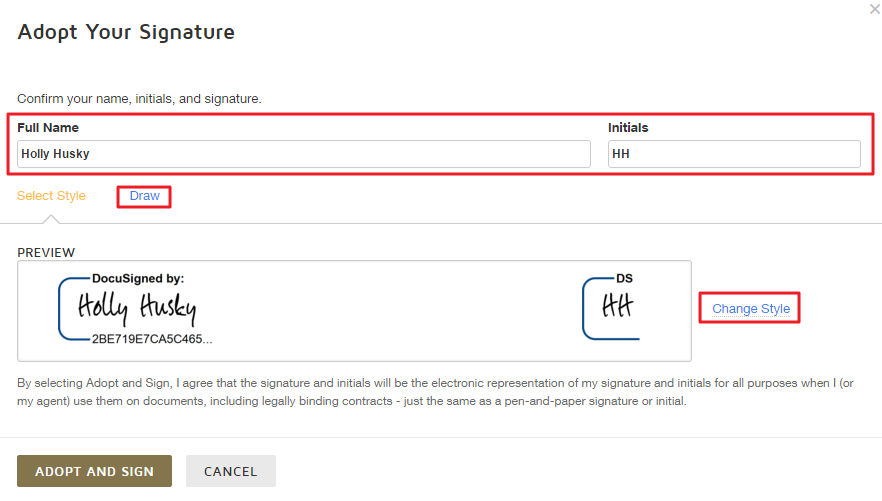 Adopt Your Signature
Confirm your name, initials, and signature.
Full Name
Initials
Holly Husky
HH
Select Style
Draw
PREVIEW
DocuSigned by:
DS
Holly Husky
HH
Change Style
2BE719E7CA5C465...
By selecting Adopt and Sign, I agree that the signature and initials will be the electronic representation of my signature and initials for all purposes when I (or
my agent) use them on documents, including legally binding contracts - just the same as a pen-and-paper signature or initial.
ADOPT AND SIGN
CANCEL